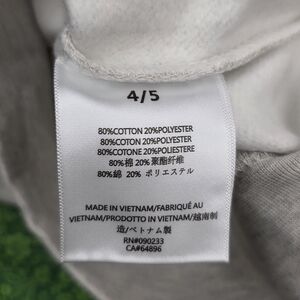 4/5
80%COTTON 20%POLYESTER
80%COTON 20%POLYESTER
80%COTONE 20%POLIESTERE
80%棉 20%聚酯纤维
80%綿 20% ポリエステル
MADE IN VIETNAM/FABRIQUÉ AU
VIETNAM/PRODOTTO IN VIETNAM/越南制
造/ベトナム製
RN#090233
CA#64896